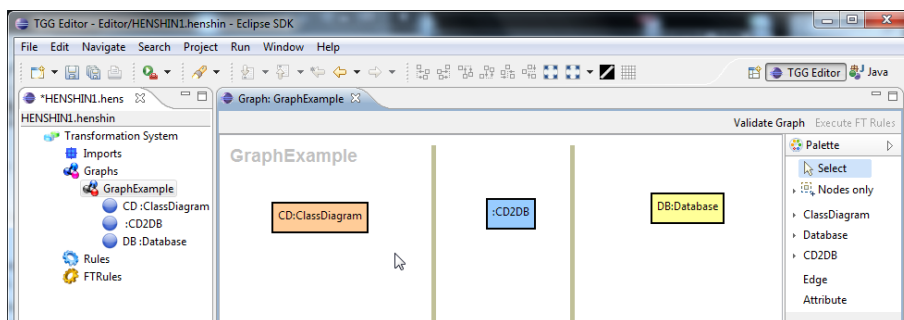 TGG Editor - Editor/HENSHIN1.henshin - Eclipse SDK
File Edit Navigate Search Project Run Window Help
TGG Editor Java
*HENSHIN1.hens
Graph: GraphExample
HENSHIN1.henshin
Validate Graph Execute FT Rules
Transformation System
Imports
Graphs
GraphExample
CD :ClassDiagram
:CD2DB
DB :Database
Rules
FTRules
GraphExample
CD:ClassDiagram
:CD2DB
DB:Database
Palette
Select
Nodes only
ClassDiagram
Database
CD2DB
Edge
Attribute